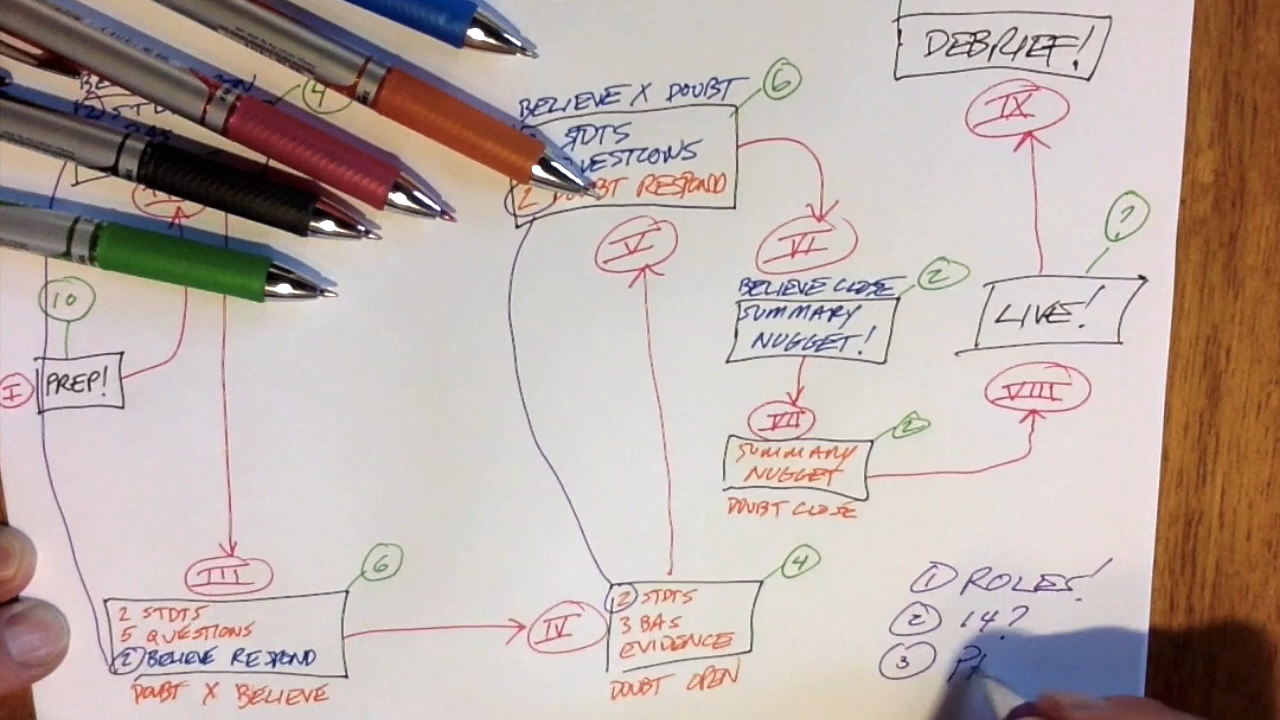 DEBRIEF!
IX
4
BELIEVE X DOUBT
6
STDTS
2
RESPOND
V
VI
?
BELIEVE CLOSE
2
SUMMARY
NUGGET!
LIVE!
10
I
PREP!
VII
VIII
2
SUMMARY
NUGGET
DOUBT CLOSE
III
6
2 STDTS
5 QUESTIONS
2 BELIEVE RESPOND
DOUBT X BELIEVE
IV
4
2 STDTS
3 BAS
EVIDENCE
DOUBT OPEN
1 ROLES!
2 14?
3